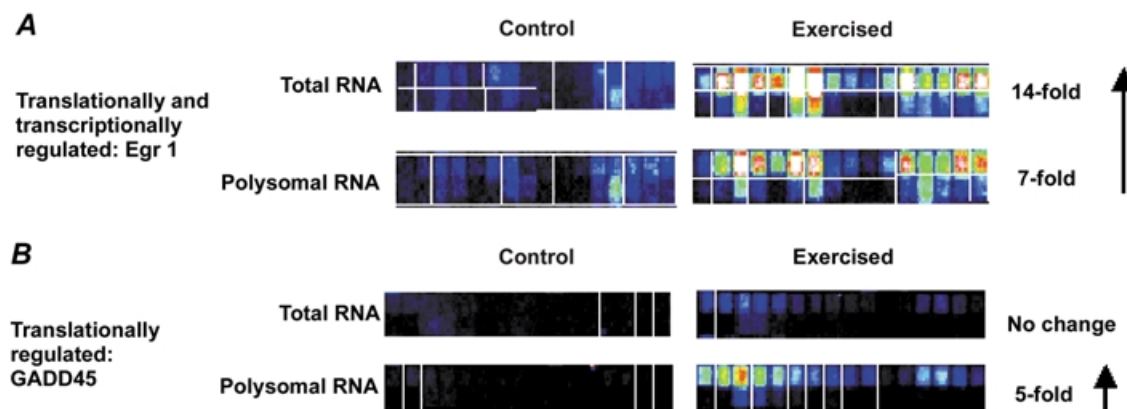 A
Control
Exercised
Translationally and
transcriptionally
regulated: Egr 1
Total RNA
14-fold
Polysomal RNA
7-fold
B
Control
Exercised
Translationally
regulated:
GADD45
Total RNA
No change
Polysomal RNA
5-fold